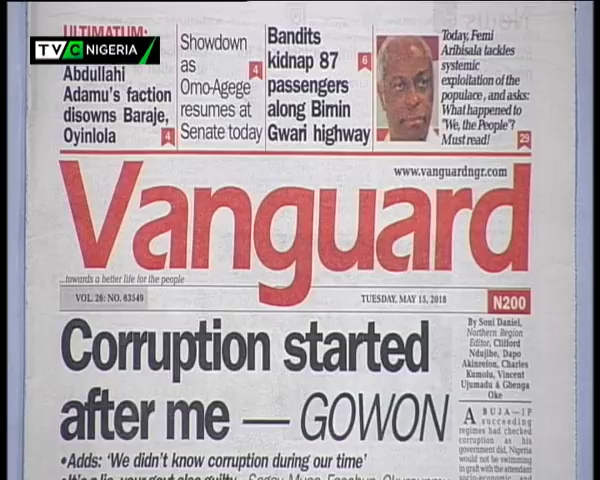 ULTIMATUM:
TVC NIGERIA
Abdullahi
Adamu's faction
disowns Baraje,
Oyinlola
4
Showdown
as
Omo-Agege
resumes at
Senate today
4
Bandits
kidnap 87
passengers
along Bimin
Gwari highway
6
Today, Femi
Aribisala tackles
systemic
exploitation of the
populace, and asks:
What happened to
"We, the People"?
Must read!
29
www.vanguardngr.com
Vanguard
...towards a better life for the people
VOL. 26: NO. 63549
TUESDAY, MAY 15, 2018
N200
Corruption started
after me — GOWON
•Adds: 'We didn't know corruption during our time'
By Soni Daniel,
Northern Region
Editor, Clifford
Ndujihe, Dapo
Akinrefon, Charles
Kumolu, Vincent
Ujumadu & Gbenga
Oke
ABUJA—IF
succeeding
regimes had checked
corruption as his
government did, Nigeria
would not be swimming
in graft with the attendant